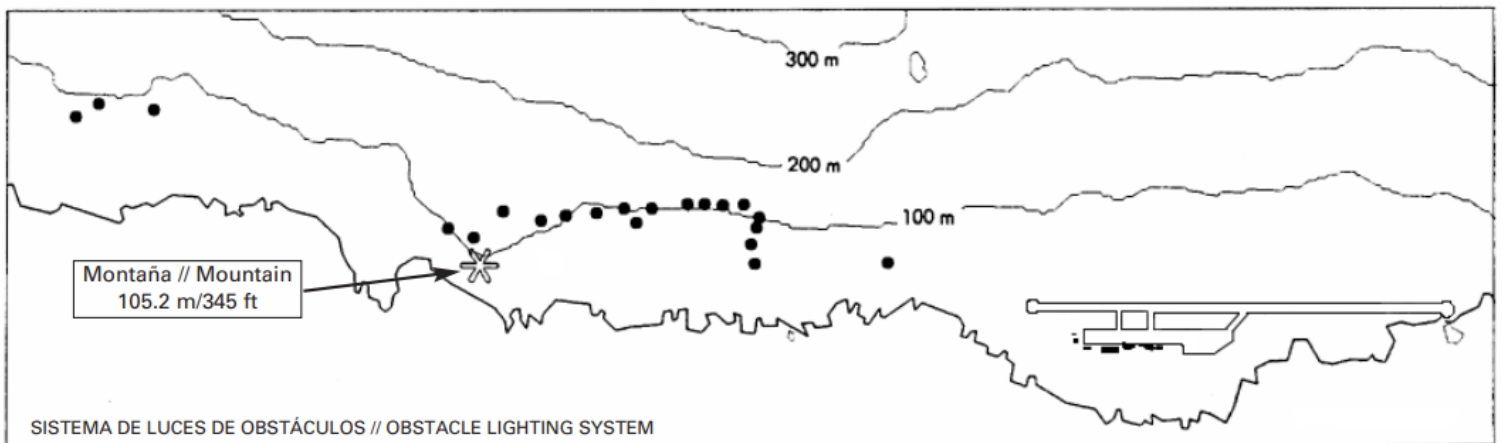 300 m
200 m
100 m
Montaña // Mountain
105.2 m/345 ft
SISTEMA DE LUCES DE OBSTÁCULOS // OBSTACLE LIGHTING SYSTEM